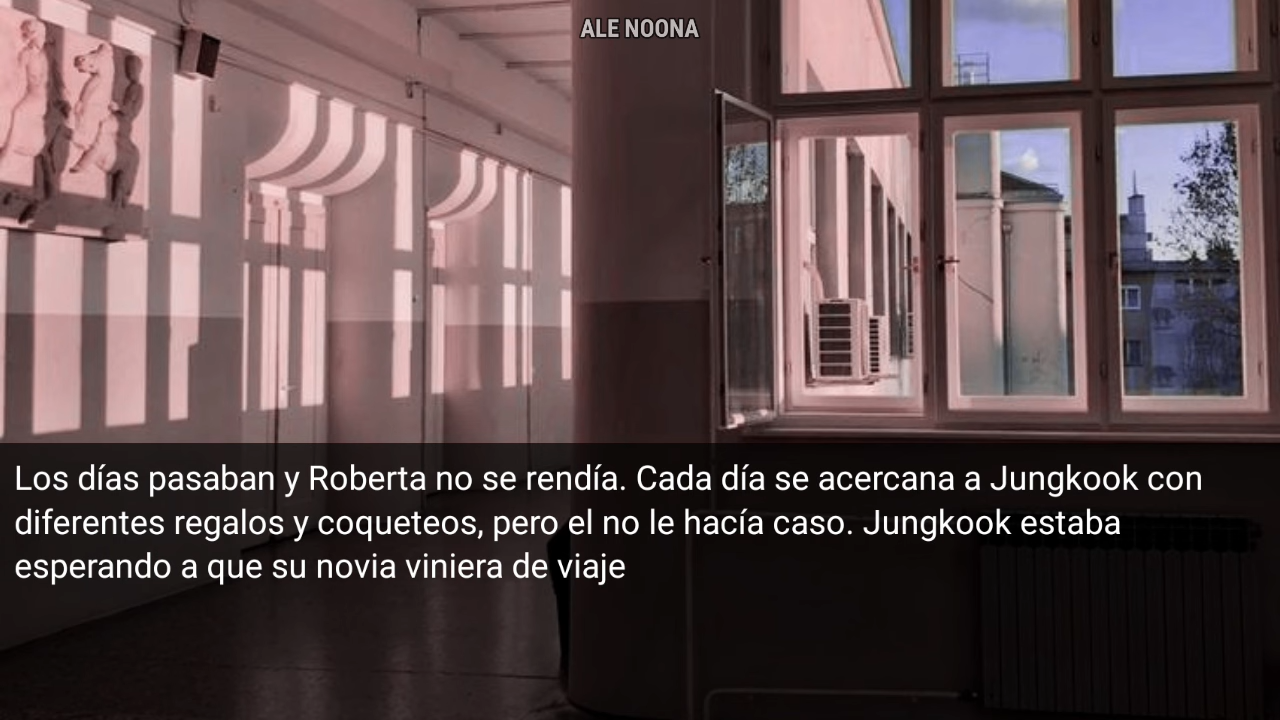 ALE NOONA
Los días pasaban y Roberta no se rendía. Cada día se acercana a Jungkook con
diferentes regalos y coqueteos, pero el no le hacía caso. Jungkook estaba
esperando a que su novia viniera de viaje